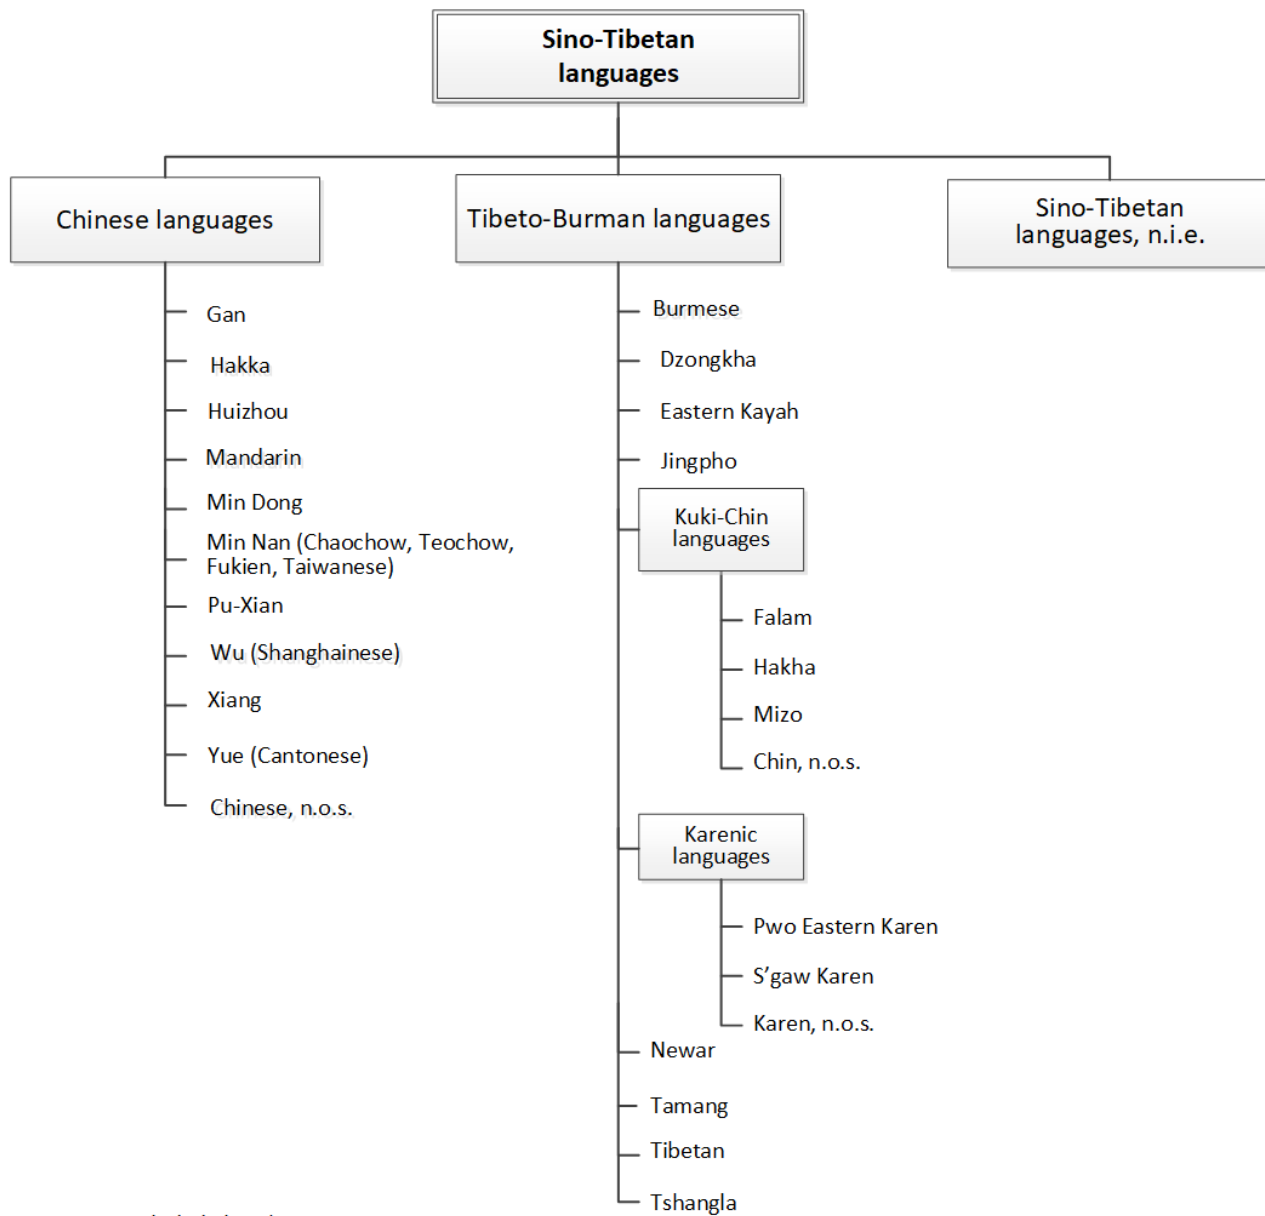 Sino-Tibetan
languages
Chinese languages
Tibeto-Burman languages
Sino-Tibetan
languages, n.i.e.
Gan
Hakka
Huizhou
Mandarin
Min Dong
Min Nan (Chaochow, Teochow,
Fukien, Taiwanese)
Pu-Xian
Wu (Shanghainese)
Xiang
Yue (Cantonese)
Chinese, n.o.s.
Burmese
Dzongkha
Eastern Kayah
Jingpho
Kuki-Chin
languages
Falam
Hakha
Mizo
Chin, n.o.s.
Karenic
languages
Pwo Eastern Karen
S’gaw Karen
Karen, n.o.s.
Newar
Tamang
Tibetan
Tshangla